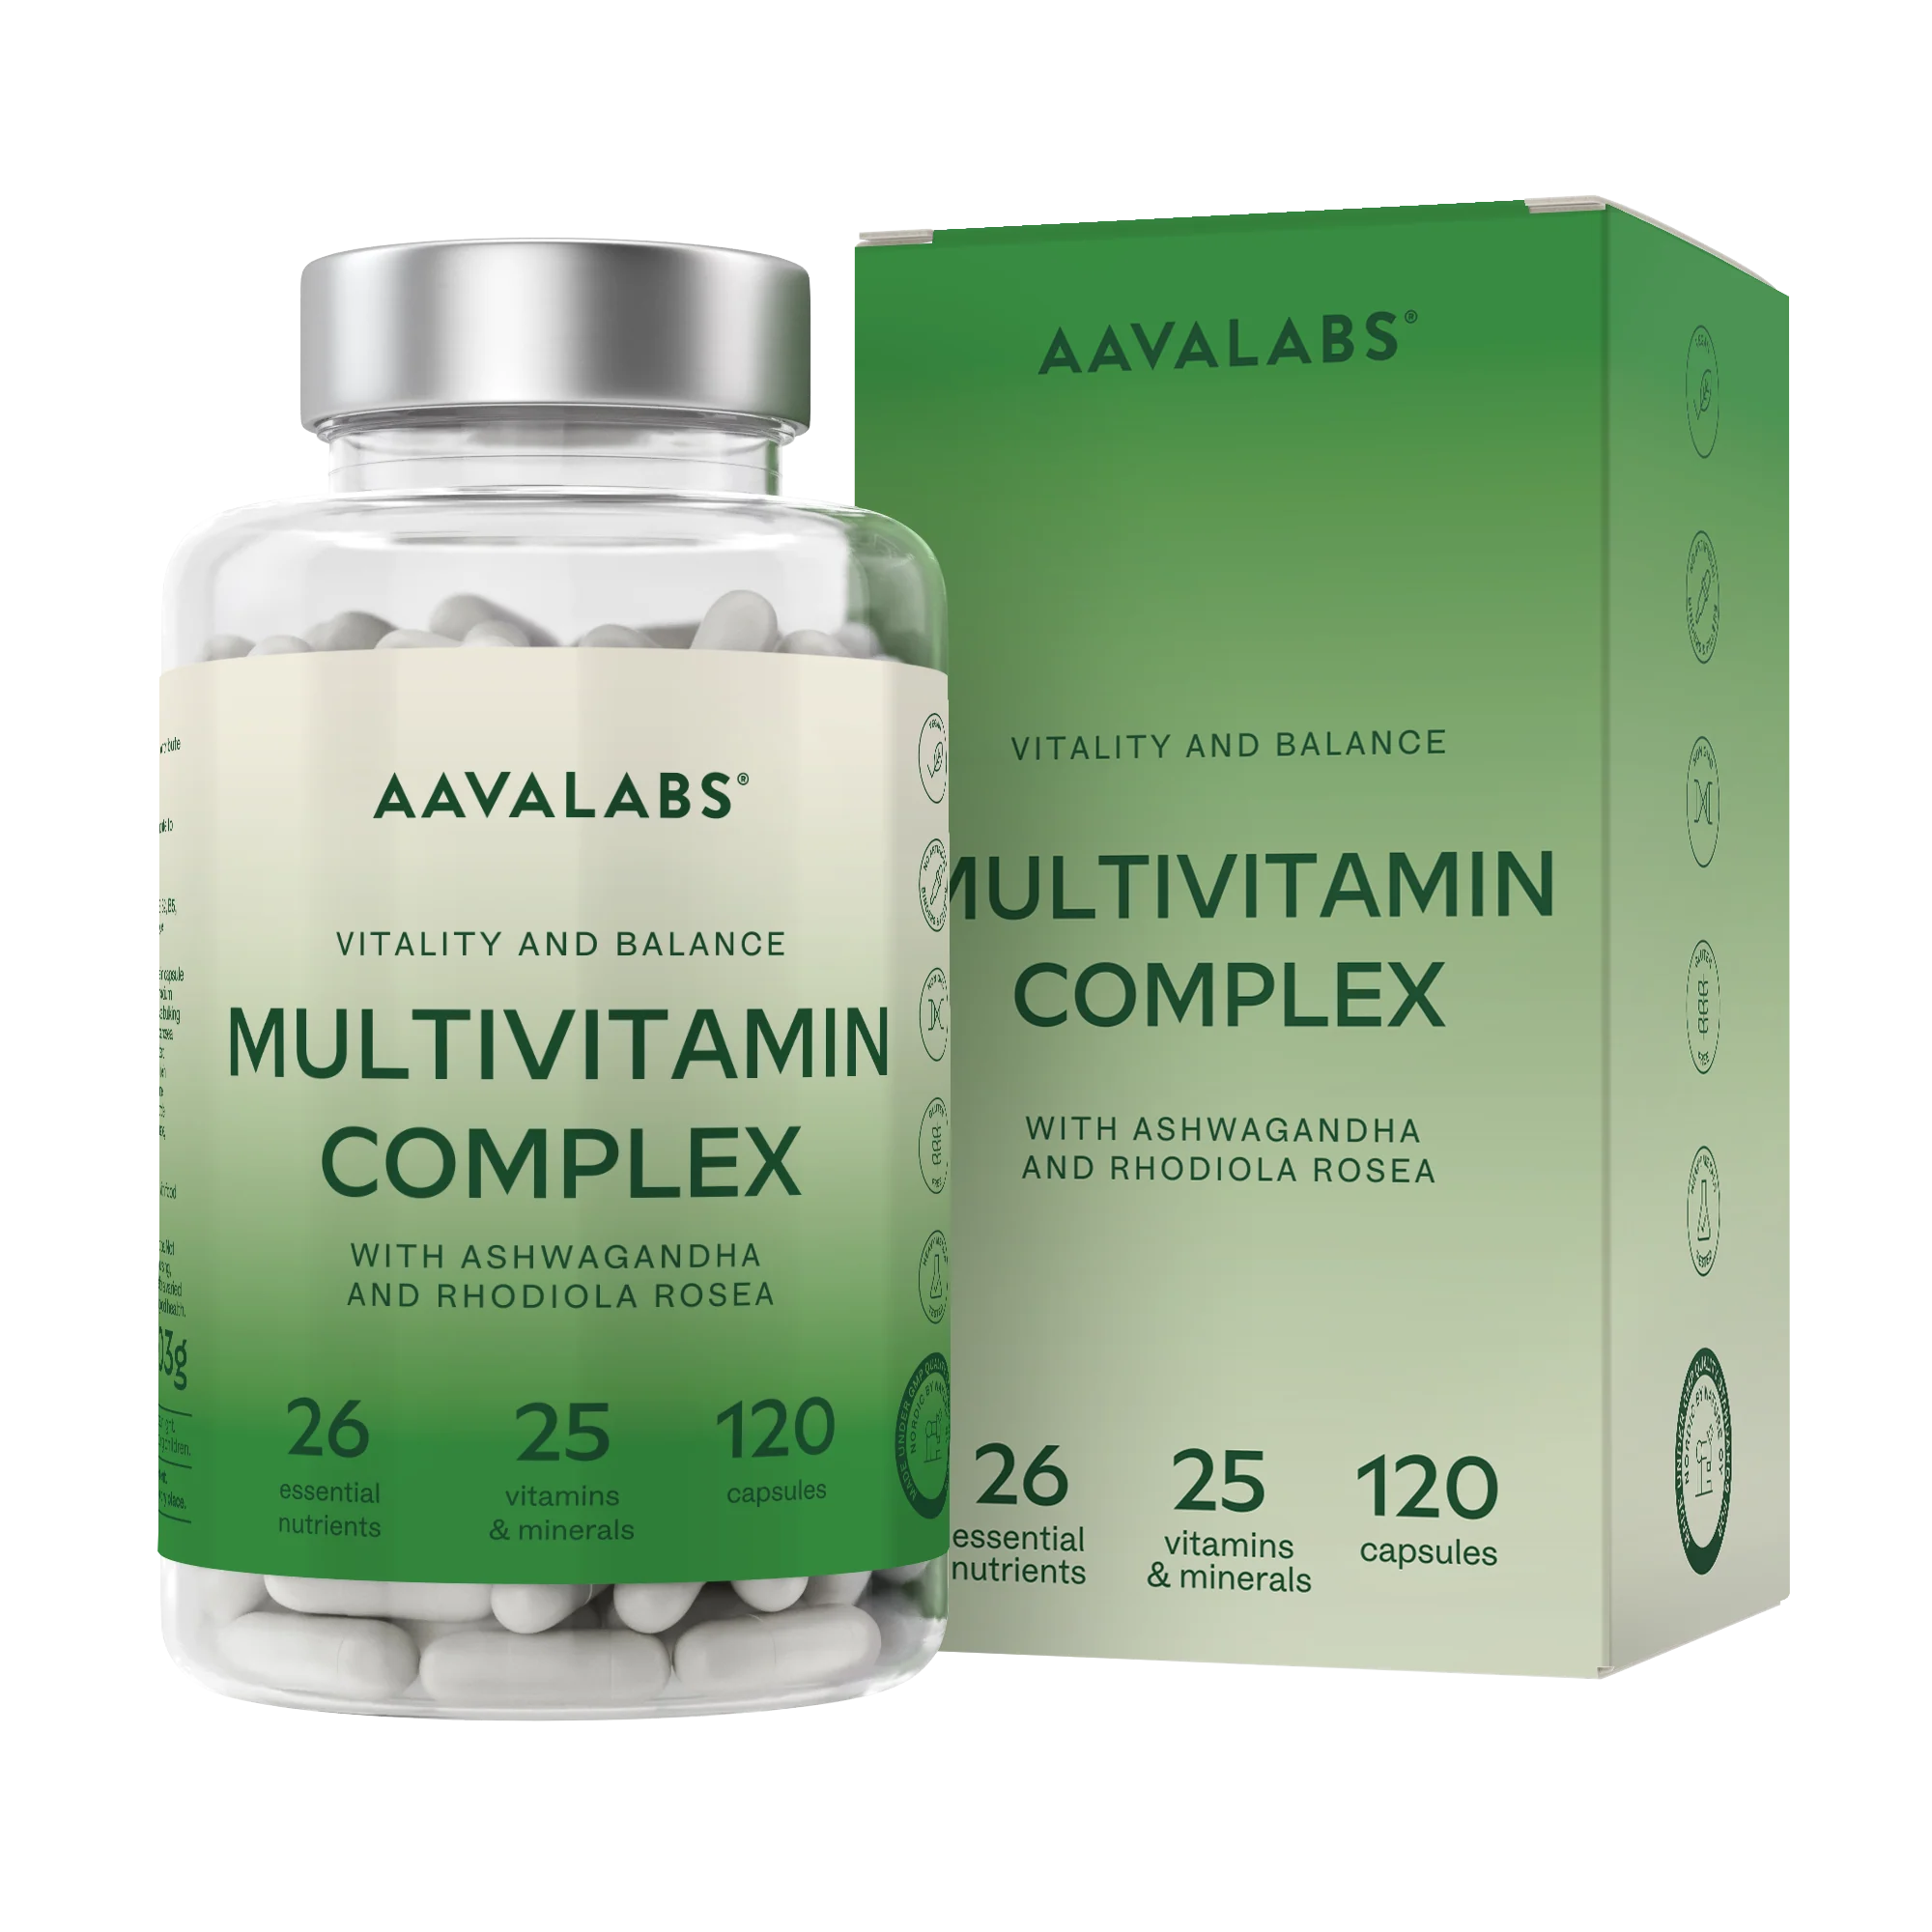 AAVALABS®
VITALITY AND BALANCE
MULTIVITAMIN
COMPLEX
WITH ASHWAGANDHA
AND RHODIOLA ROSEA
26
essential
nutrients
25
vitamins
& minerals
120
capsules
AAVALABS®
VITALITY AND BALANCE
MULTIVITAMIN
COMPLEX
WITH ASHWAGANDHA
AND RHODIOLA ROSEA
26
essential
nutrients
25
vitamins
& minerals
120
capsules